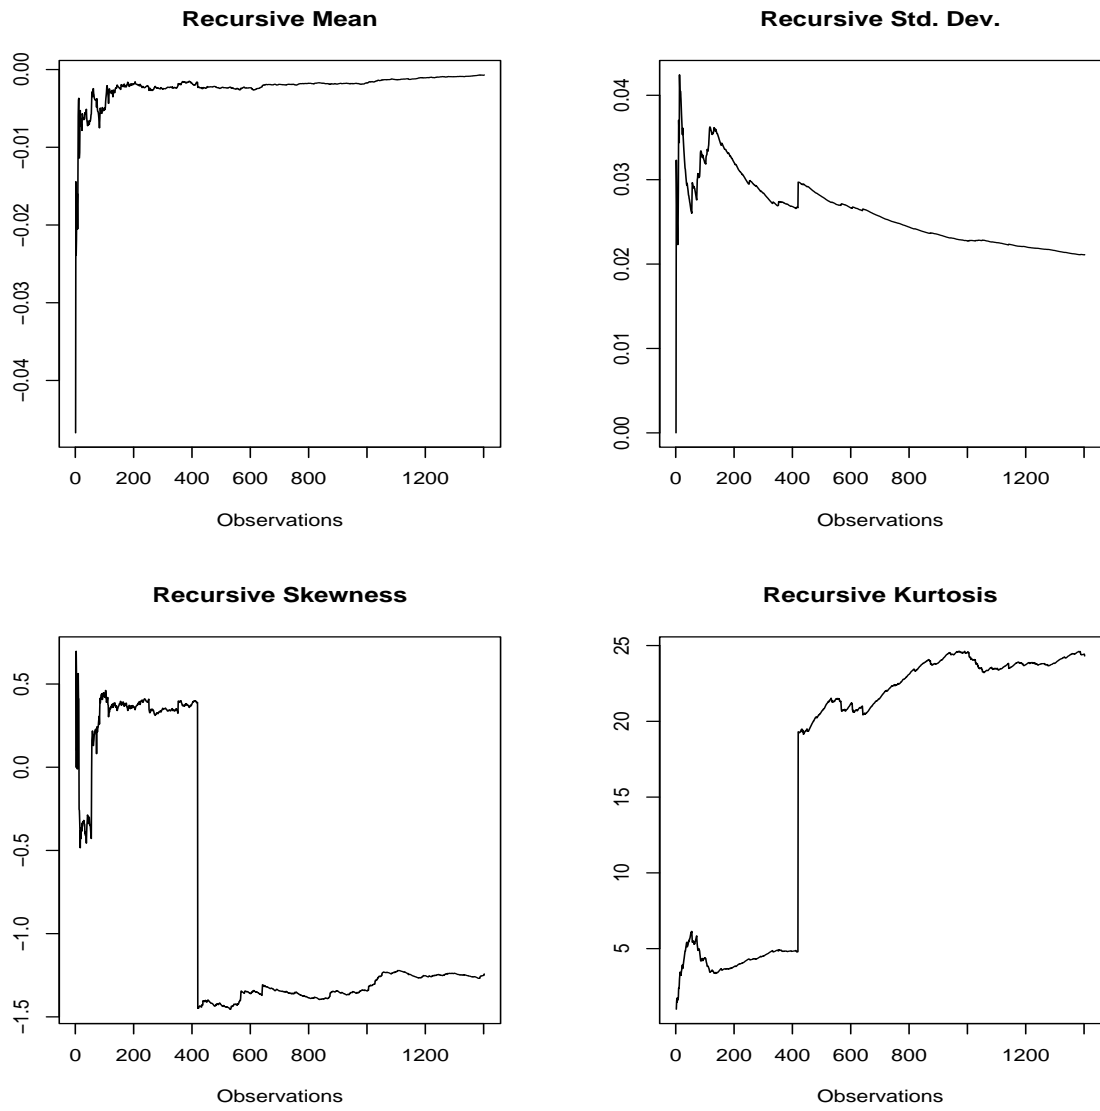 Recursive Mean
0.00
−0.01
−0.02
−0.03
−0.04
0 200 400 600 800 1200
Observations
Recursive Std. Dev.
0.04
0.03
0.02
0.01
0.00
0 200 400 600 800 1200
Observations
Recursive Skewness
0.5
0.0
−0.5
−1.0
−1.5
0 200 400 600 800 1200
Observations
Recursive Kurtosis
25
20
15
10
5
0 200 400 600 800 1200
Observations